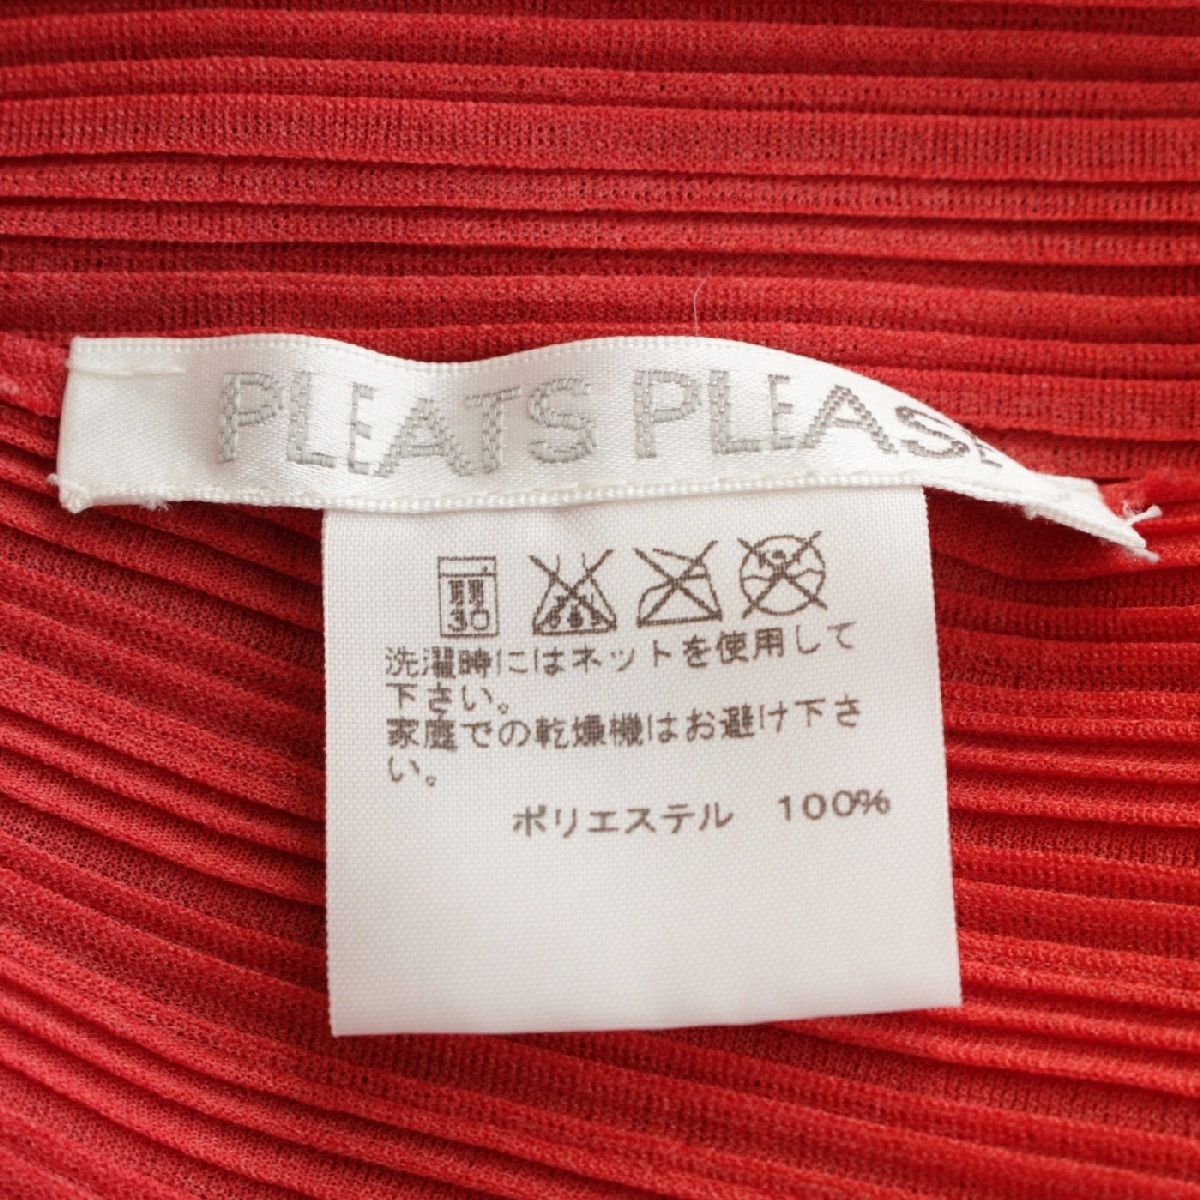 PLEATS PLEASE
弱 30
洗濯時にはネットを使用して
下さい。
家庭での乾燥機はお避け下さ
い。
ポリエステル 100%